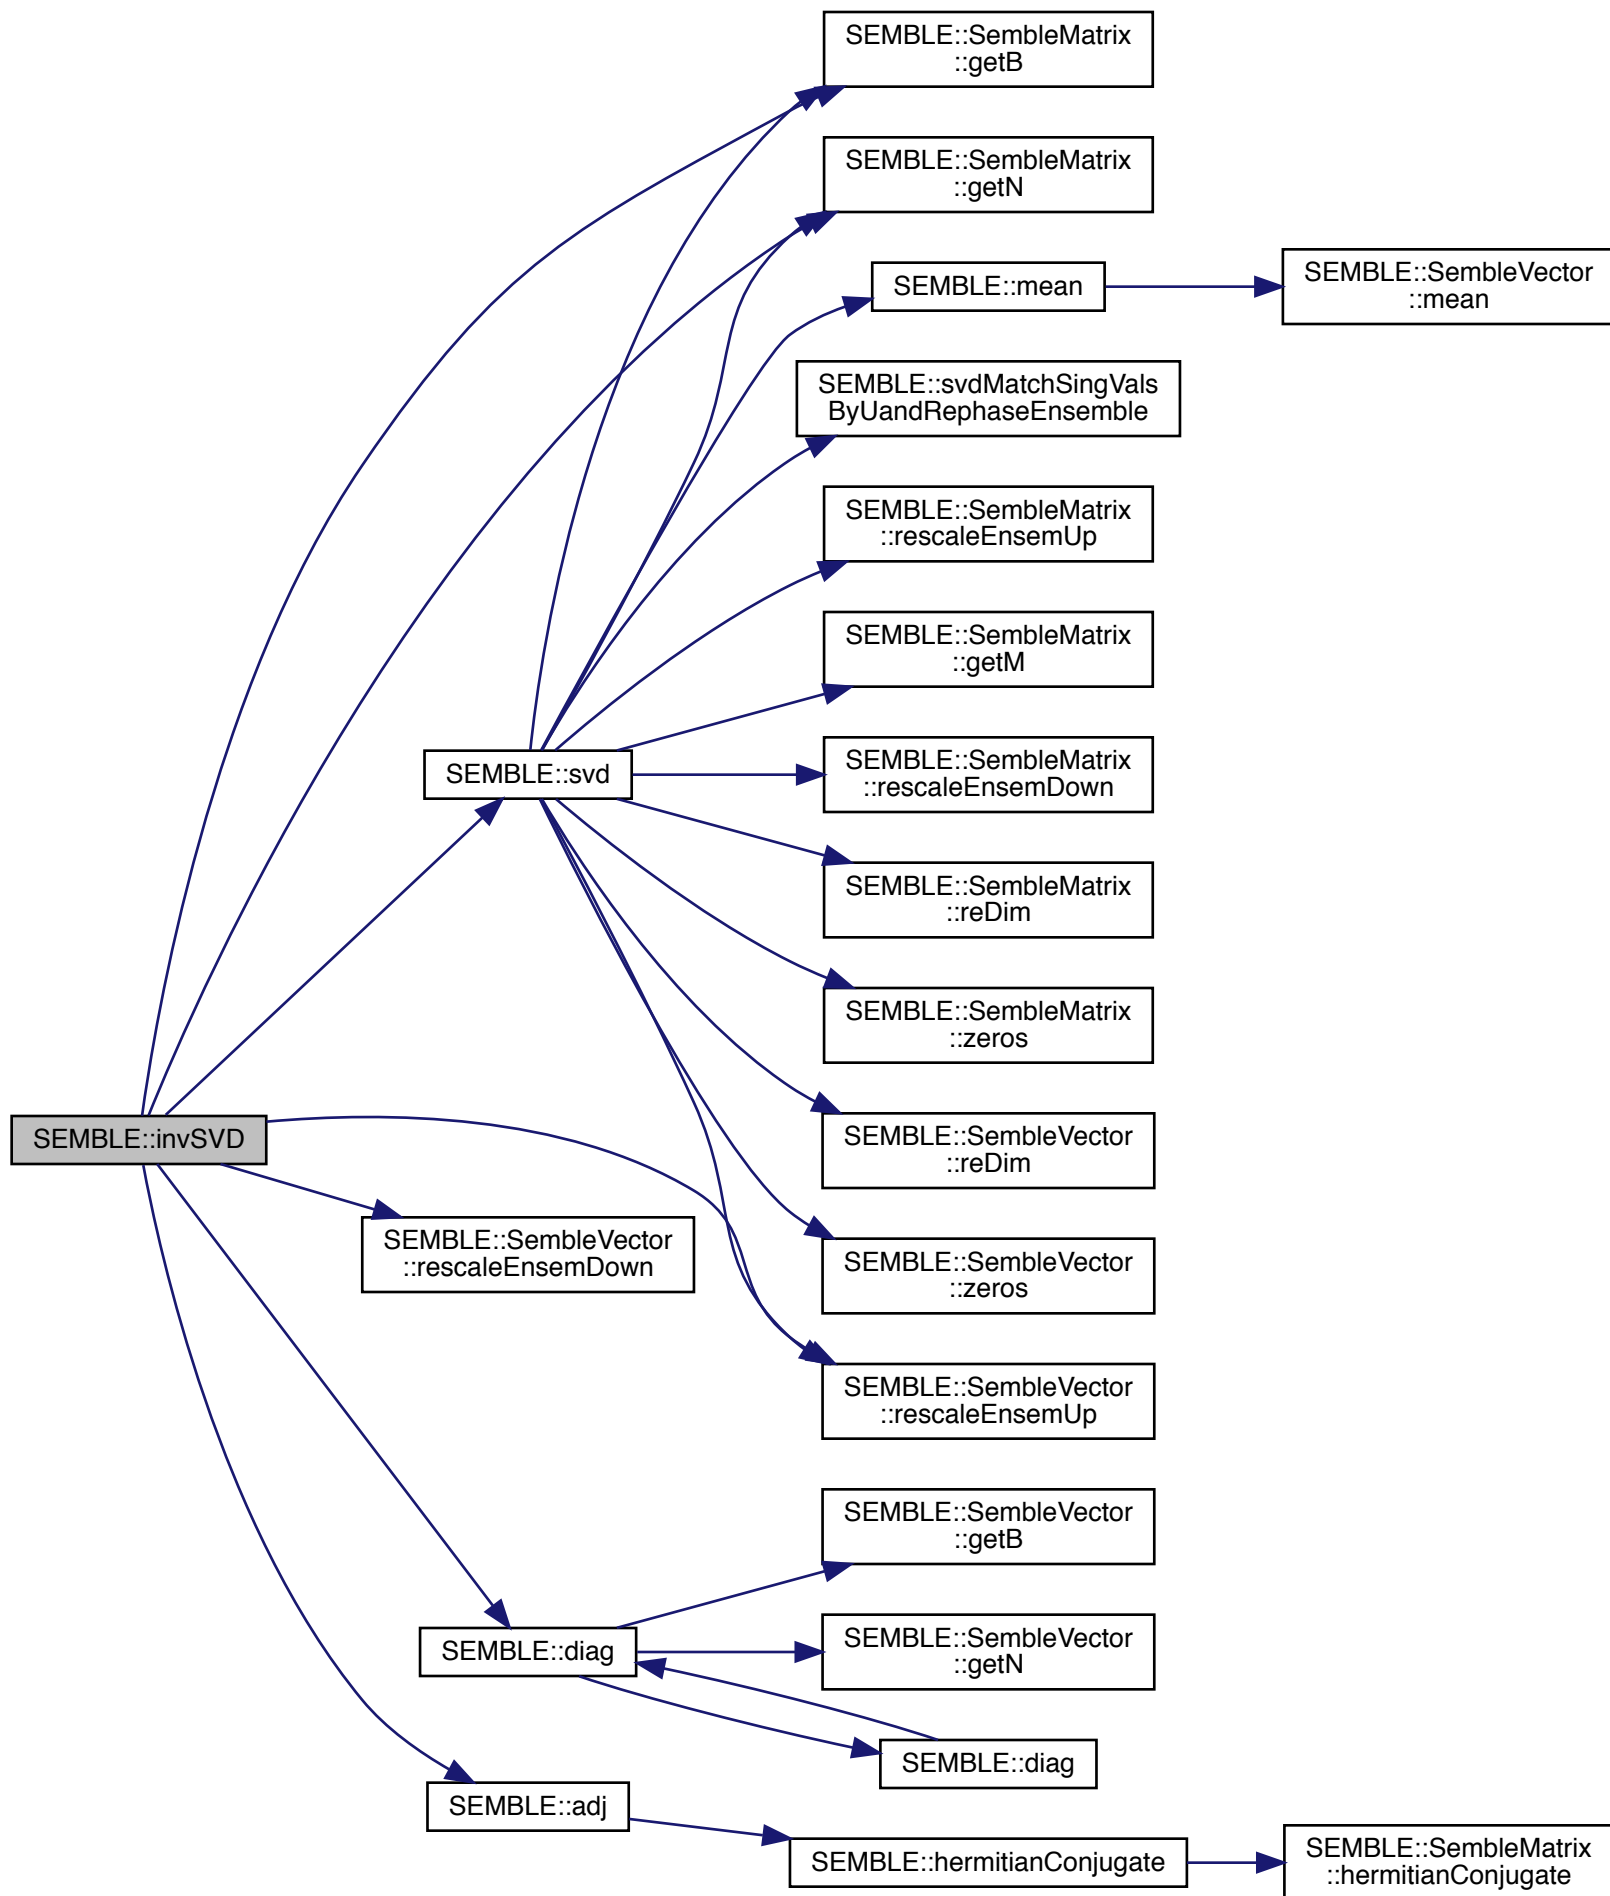 SEMBLE::SembleMatrix
::getB
SEMBLE::SembleMatrix
::getN
SEMBLE::mean
SEMBLE::SembleVector
::mean
SEMBLE::svdMatchSingVals
ByUandRephaseEnsemble
SEMBLE::SembleMatrix
::rescaleEnsemUp
SEMBLE::SembleMatrix
::getM
SEMBLE::svd
SEMBLE::SembleMatrix
::rescaleEnsemDown
SEMBLE::SembleMatrix
::reDim
SEMBLE::SembleMatrix
::zeros
SEMBLE::invSVD
SEMBLE::SembleVector
::reDim
SEMBLE::SembleVector
::rescaleEnsemDown
SEMBLE::SembleVector
::zeros
SEMBLE::SembleVector
::rescaleEnsemUp
SEMBLE::SembleVector
::getB
SEMBLE::diag
SEMBLE::SembleVector
::getN
SEMBLE::diag
SEMBLE::adj
SEMBLE::hermitianConjugate
SEMBLE::SembleMatrix
::hermitianConjugate